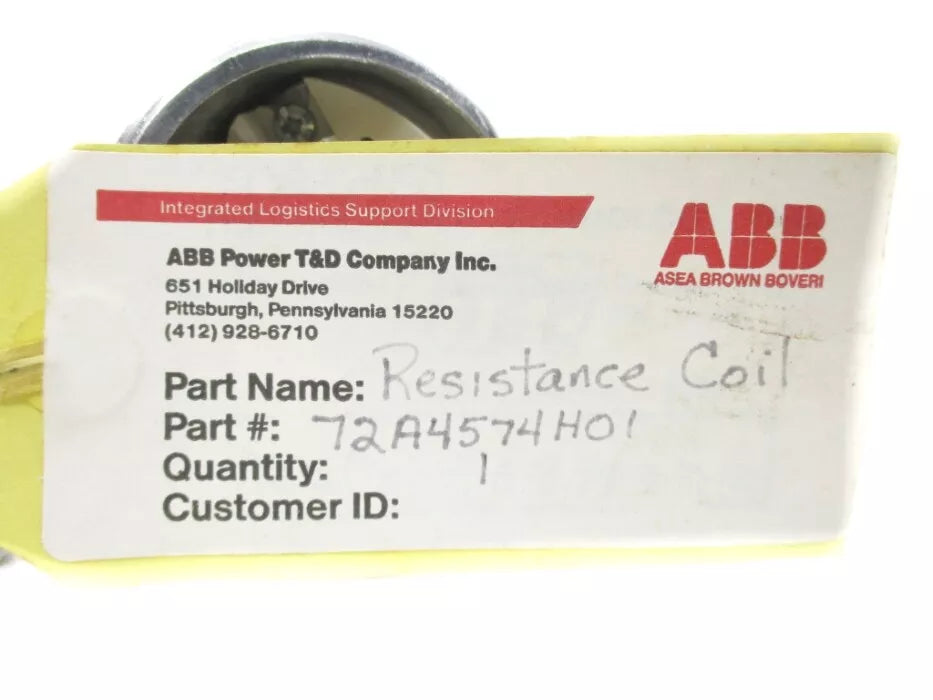 Integrated Logistics Support Division
ABB
ASEA BROWN BOVERI
ABB Power T&D Company Inc.
651 Holiday Drive
Pittsburgh, Pennsylvania 15220
(412) 928-6710
Part Name: Resistance Coil
Part #: 72A4574H01
Quantity: 1
Customer ID: